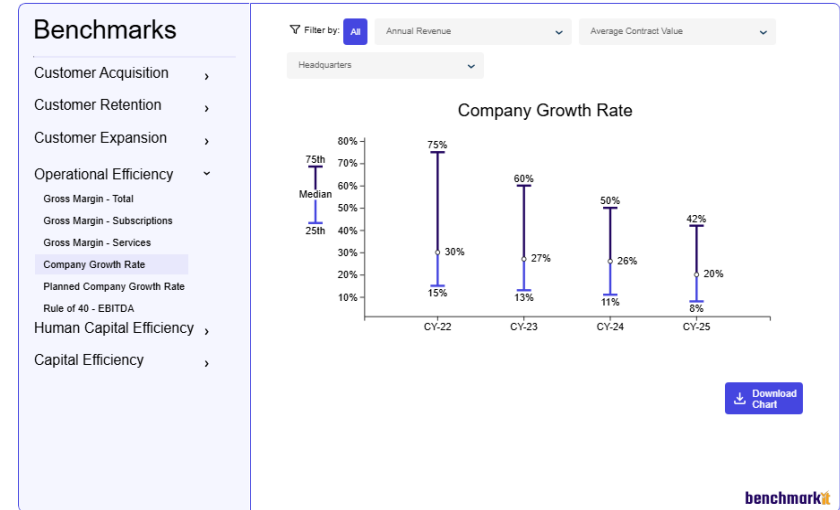 Benchmarks
Customer Acquisition
Customer Retention
Customer Expansion
Operational Efficiency
Gross Margin - Total
Gross Margin - Subscriptions
Gross Margin - Services
Company Growth Rate
Planned Company Growth Rate
Rule of 40 - EBITDA
Human Capital Efficiency
Capital Efficiency
Filter by: All Annual Revenue Average Contract Value
Headquarters
Company Growth Rate
75th
Median
25th
80%
70%
60%
50%
40%
30%
20%
10%
75%
30%
15%
60%
27%
13%
50%
26%
11%
42%
20%
8%
CY-22 CY-23 CY-24 CY-25
Download
Chart
benchmarkit